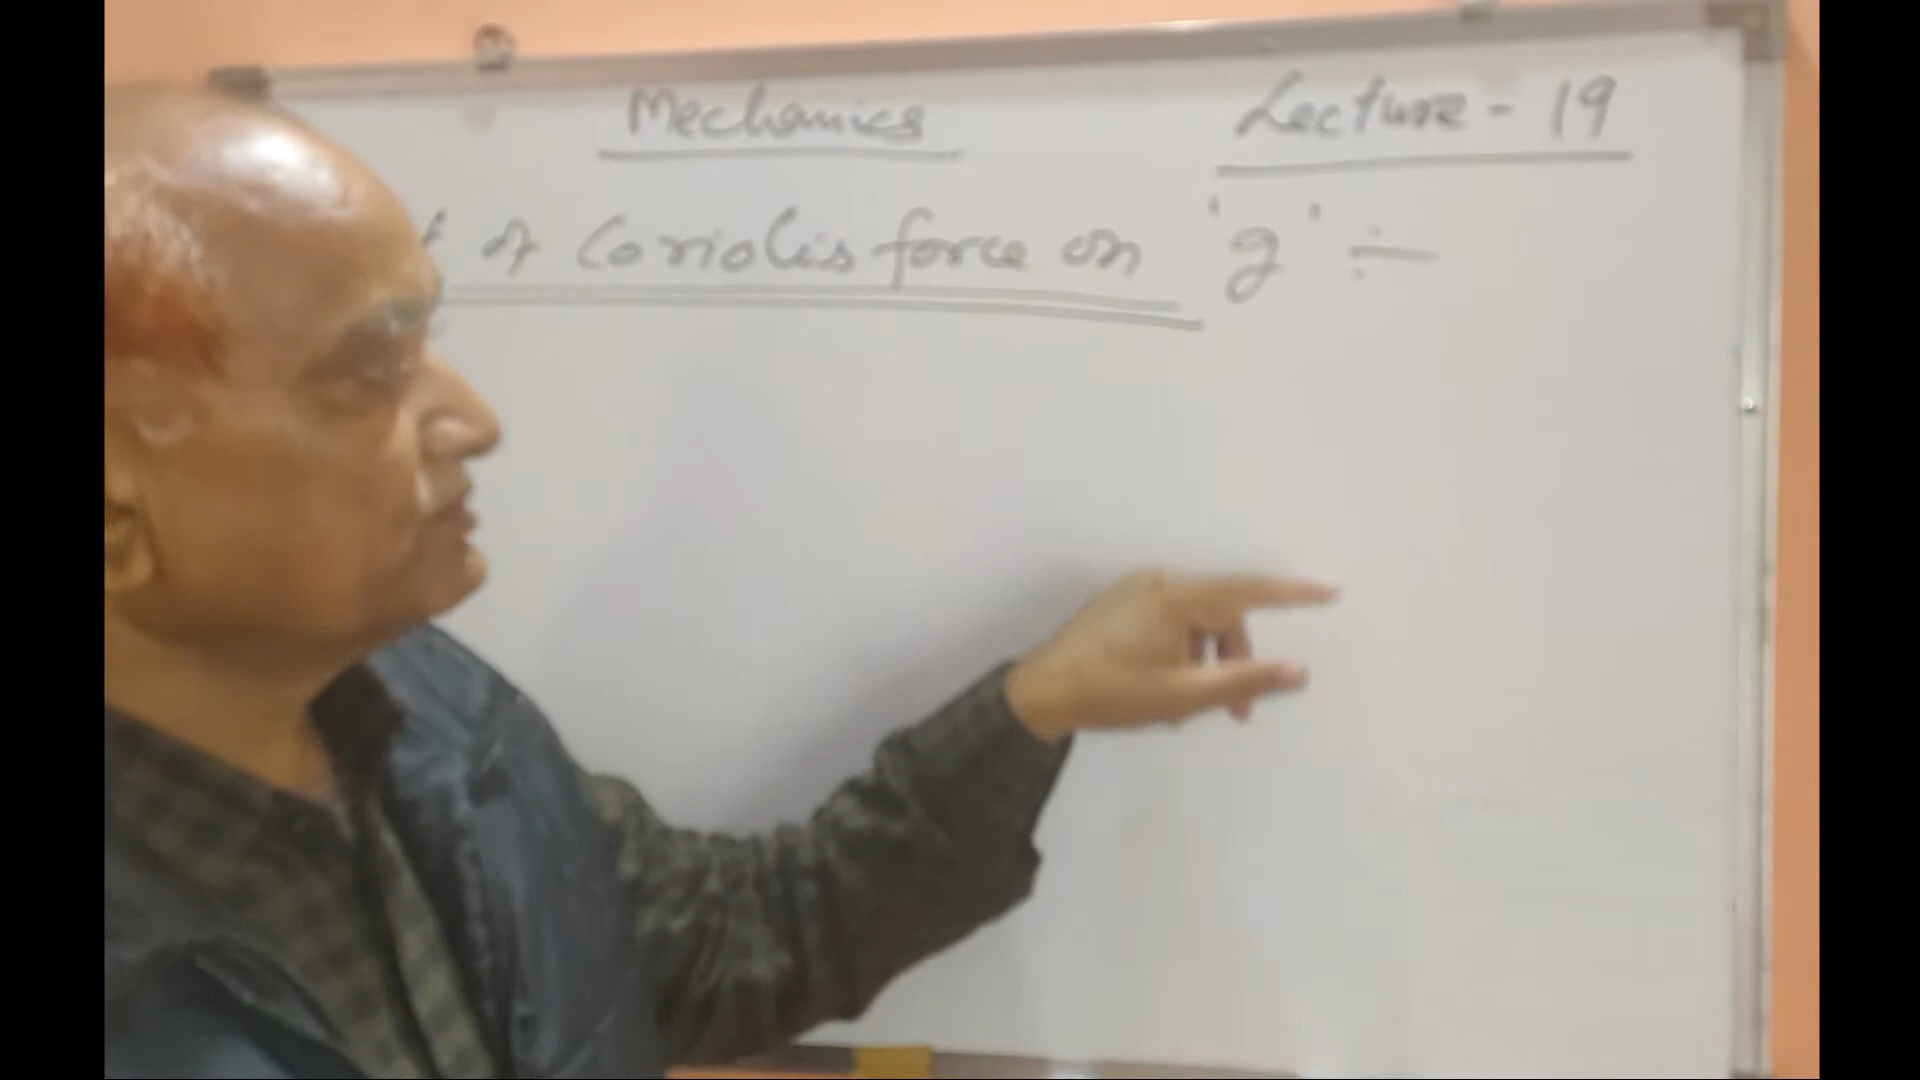 Mechanics
Lecture - 19
of Coriolis force on 'g' ÷